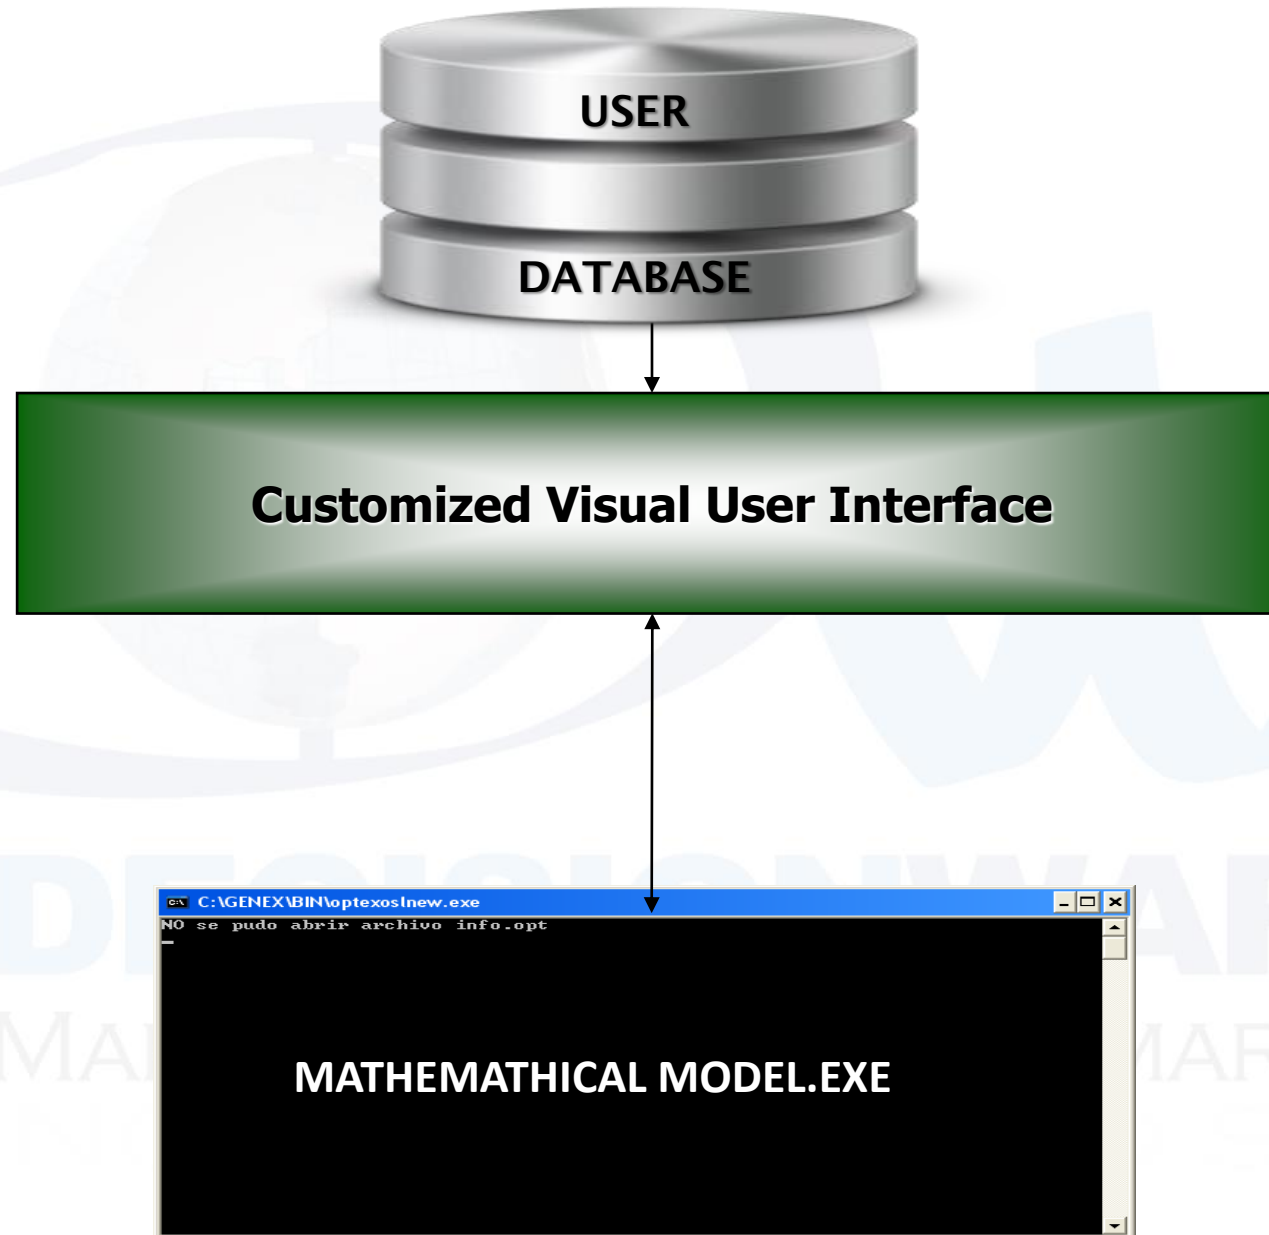 USER
DATABASE
Customized Visual User Interface
C:\GENEX\BIN\optexoslnew.exe
NO se pudo abrir archivo info.opt
MATHEMATHICAL MODEL.EXE